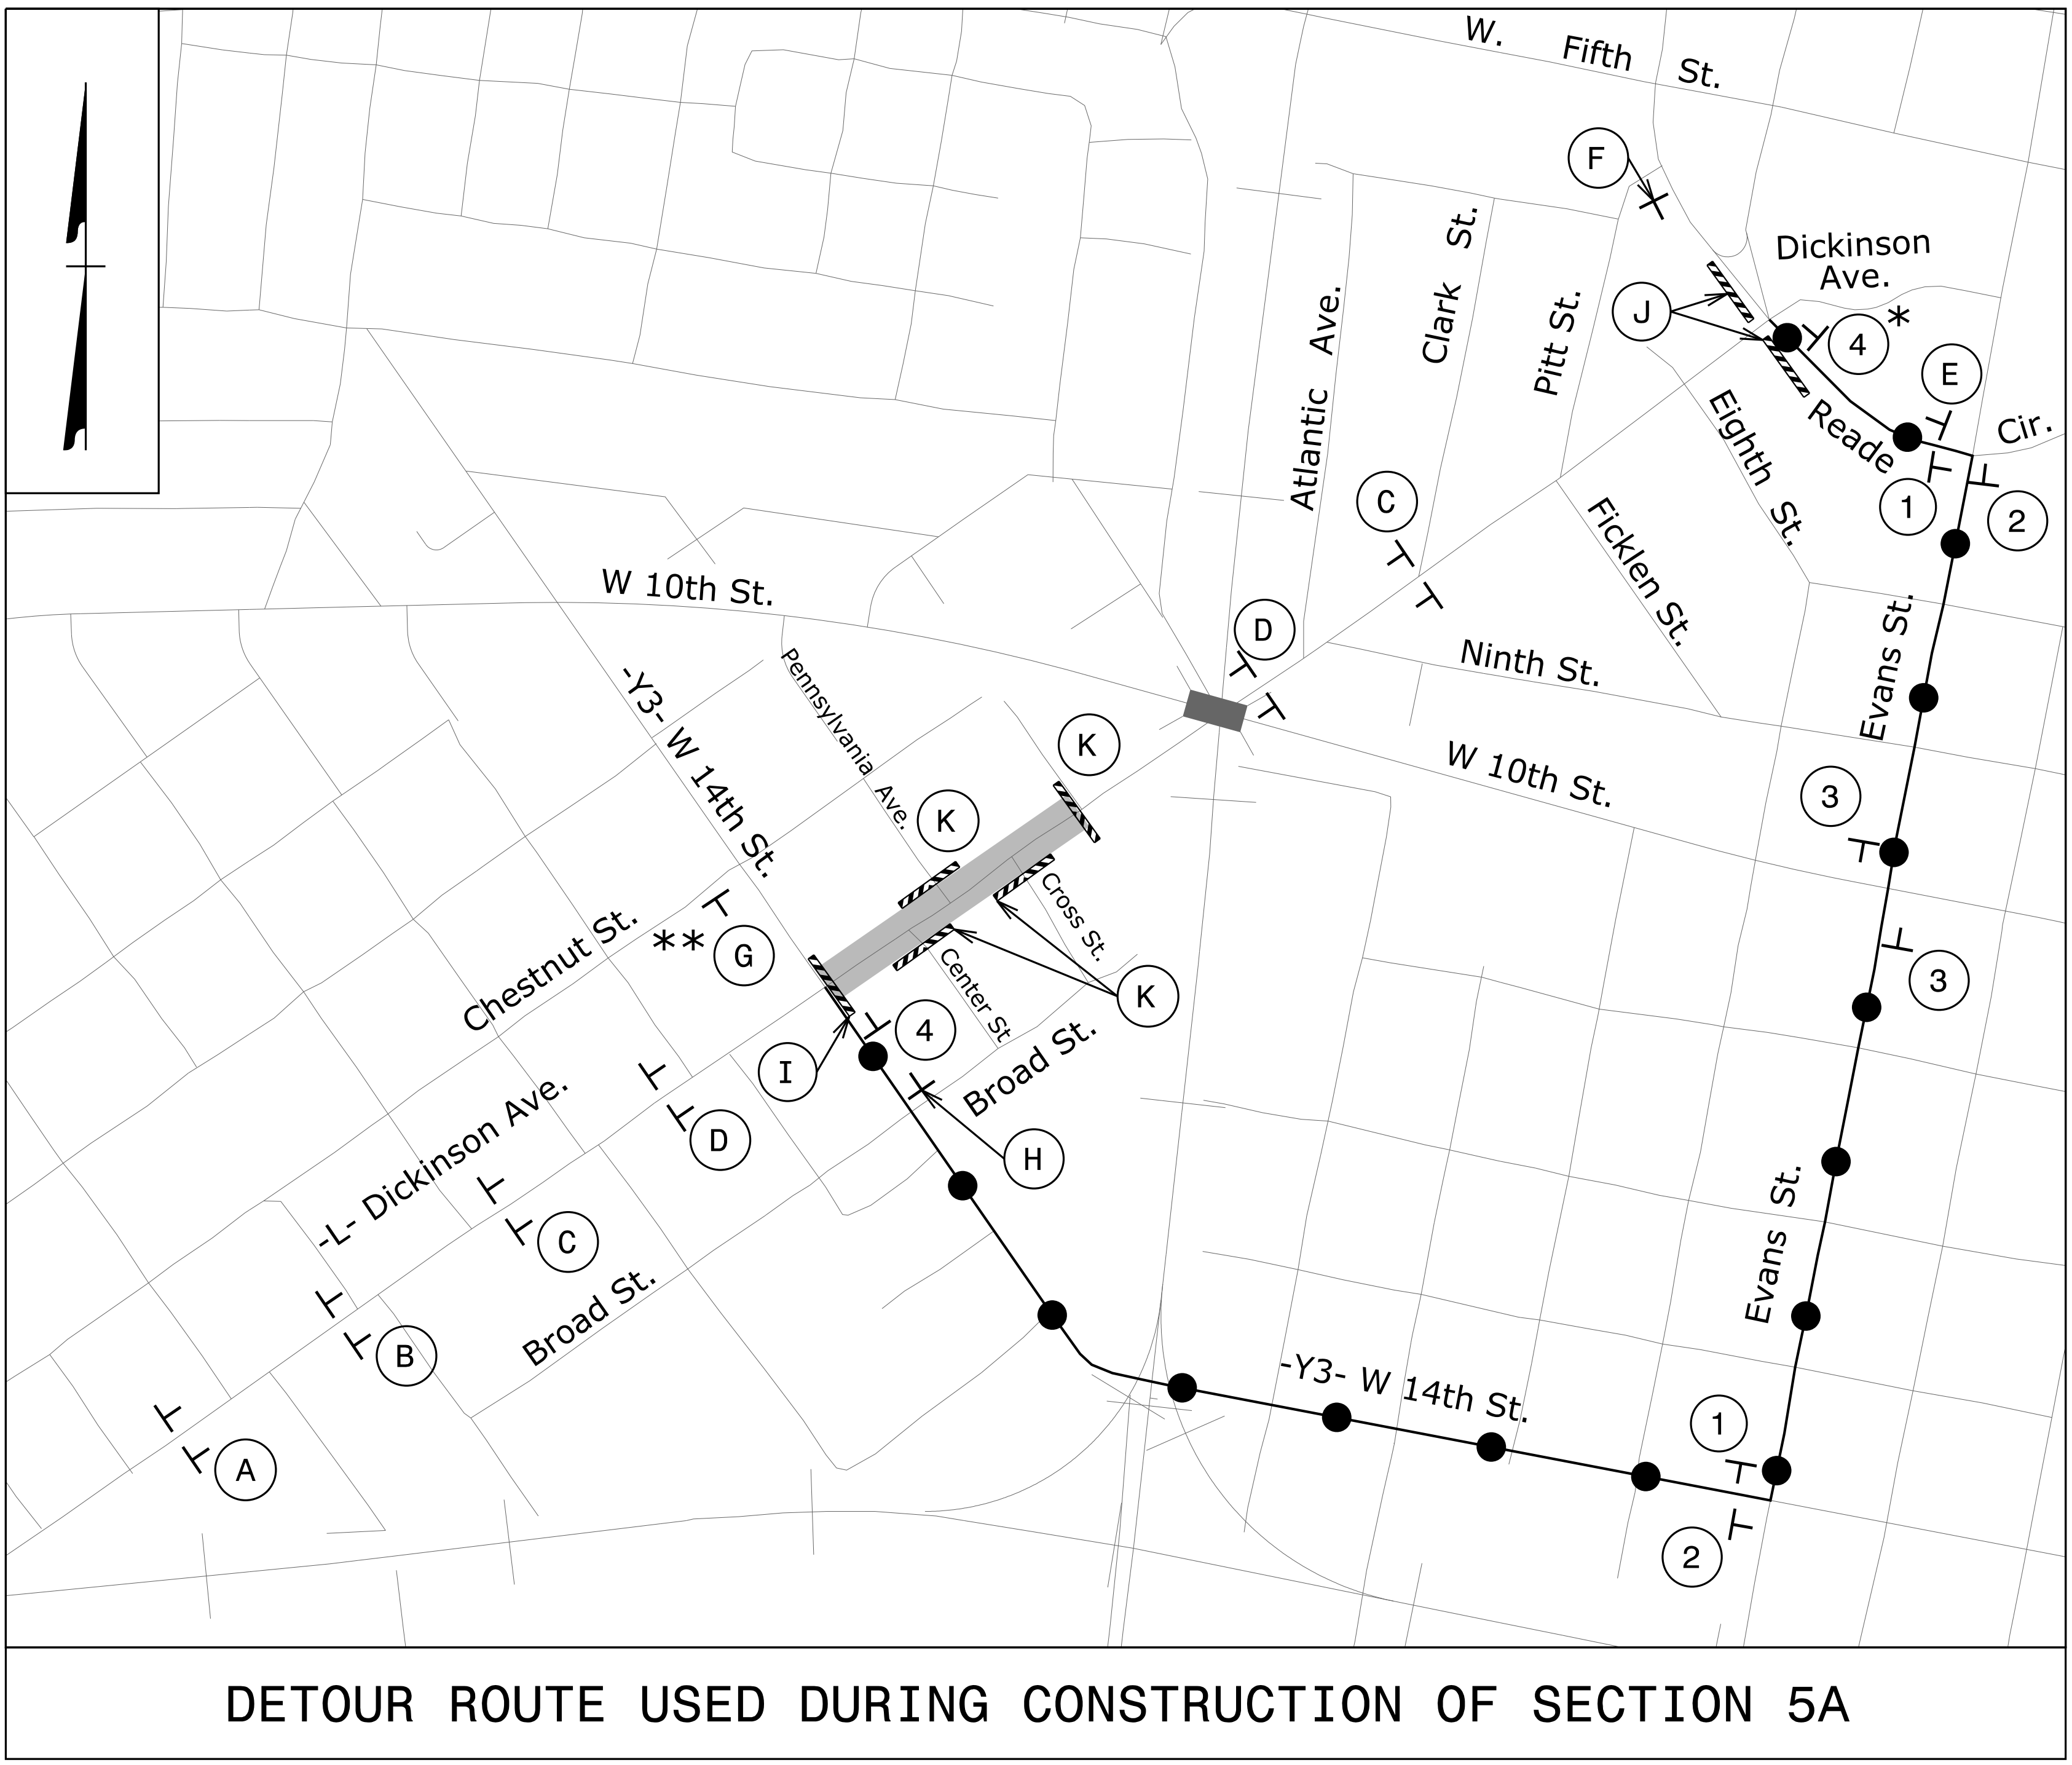 W. Fifth St.
F
Dickinson
Ave.
J
4
*
E
Atlantic Ave.
Clark St.
Pitt St.
Eighth St.
Reade
Cir.
C
1
2
Ficklen St.
W 10th St.
D
Ninth St.
Evans St.
-Y3- W 14th St.
Pennsylvania Ave.
K
W 10th St.
3
K
Cross St.
Chestnut St.
**
G
Center St
K
3
4
I
Broad St.
-L- Dickinson Ave.
D
H
C
Evans St.
Broad St.
B
-Y3- W 14th St.
1
A
2
DETOUR ROUTE USED DURING CONSTRUCTION OF SECTION 5A